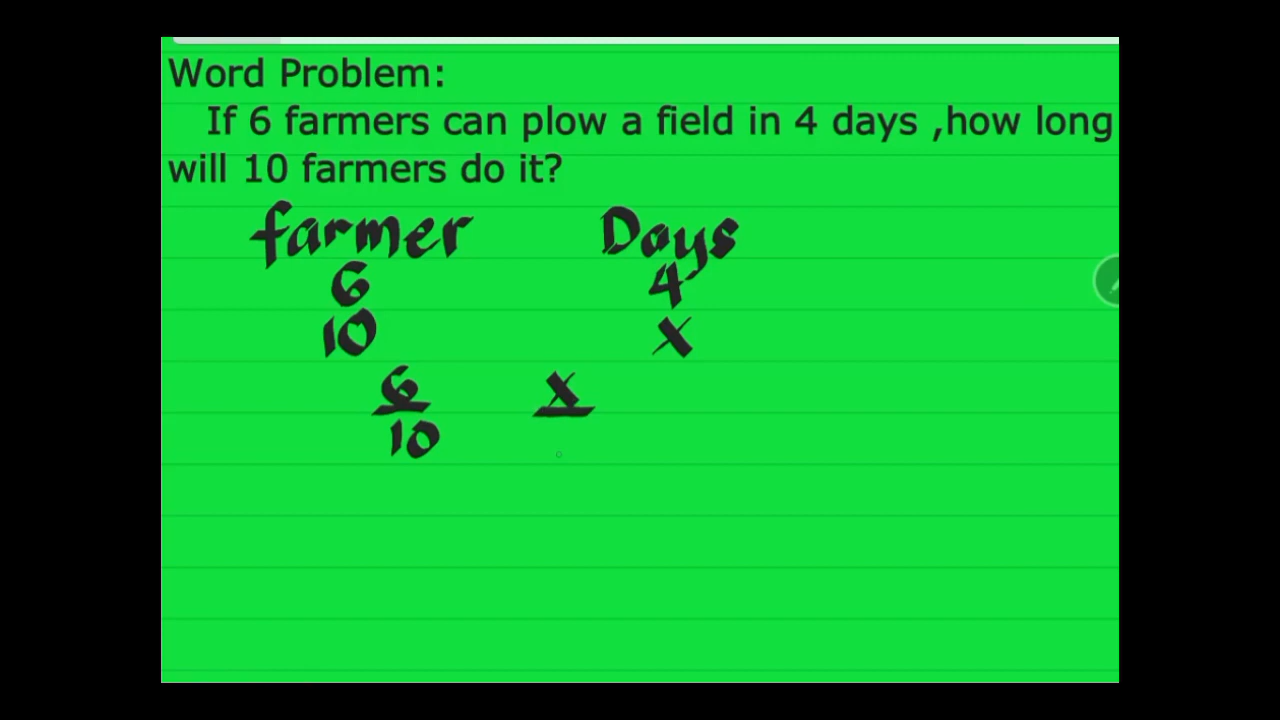 Word Problem:
If 6 farmers can plow a field in 4 days ,how long
will 10 farmers do it?
farmer Days
6 4
10 x
6 x
10